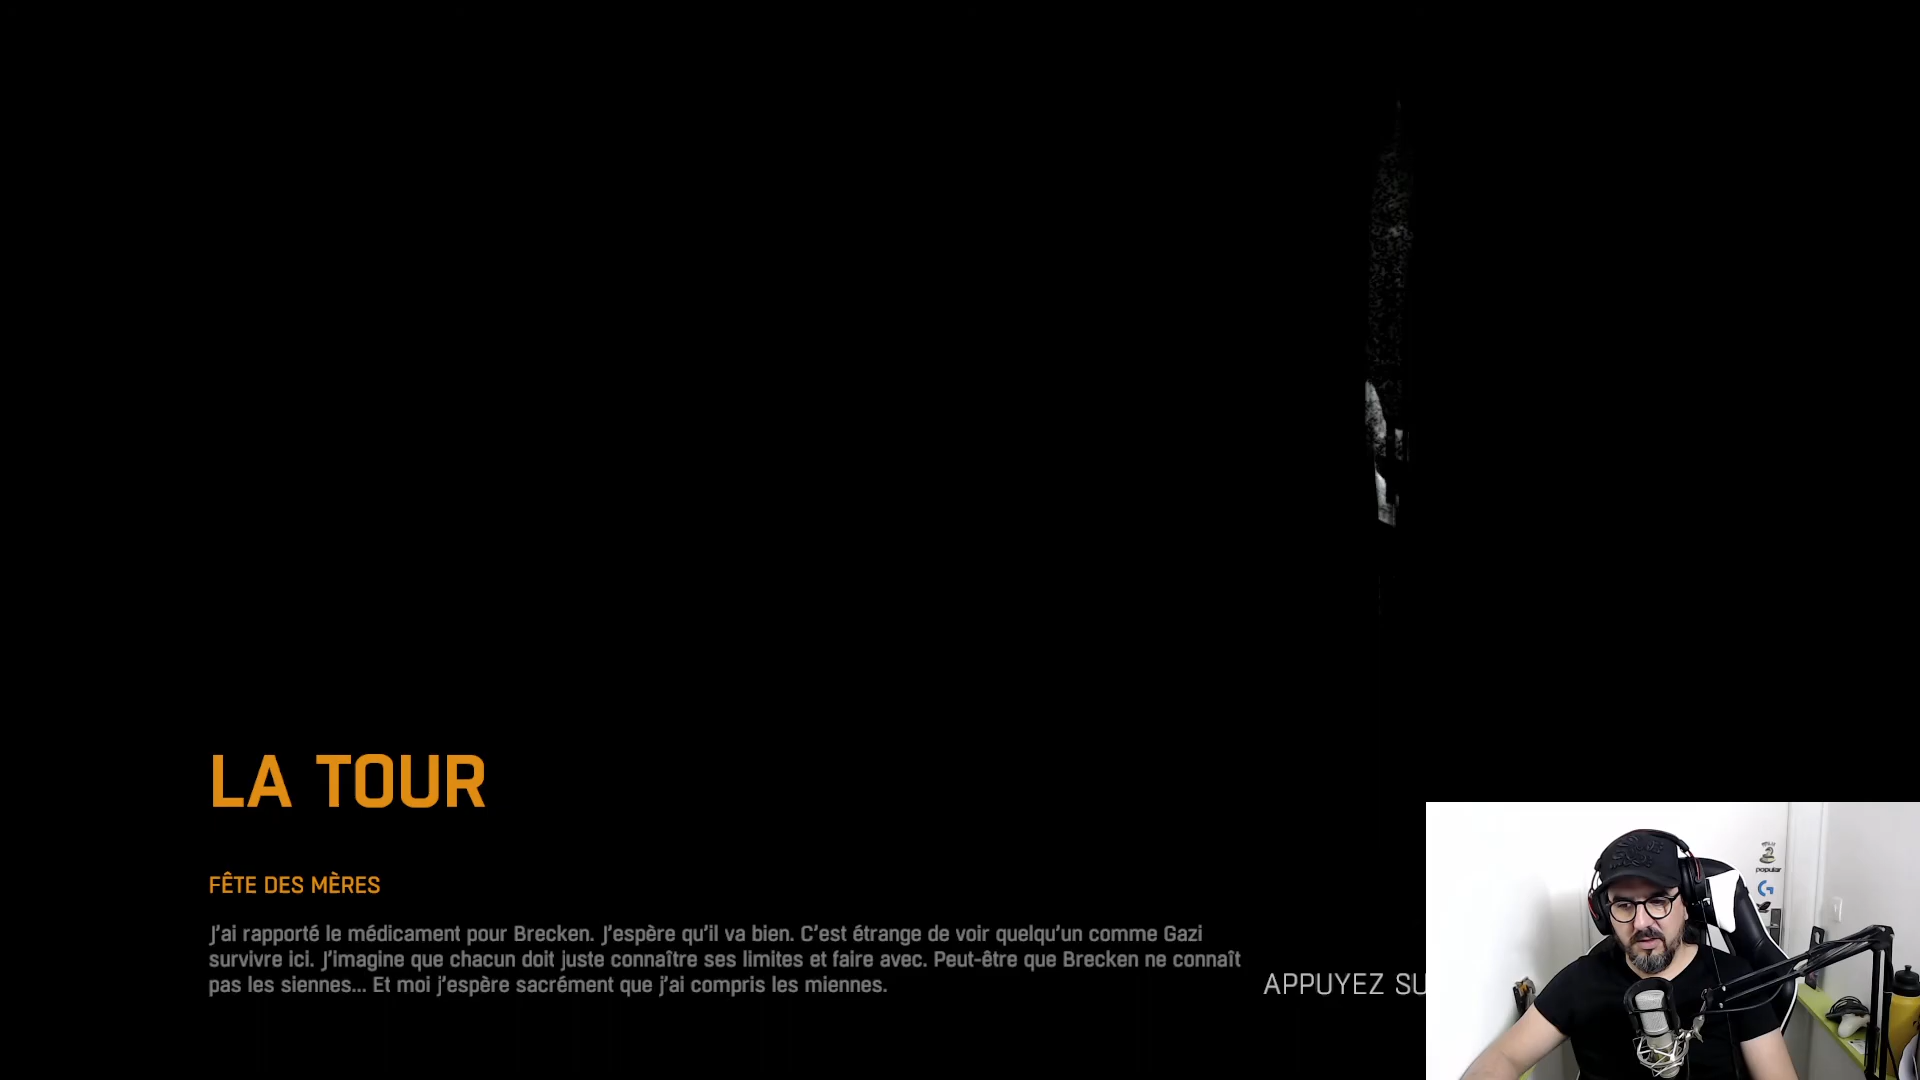 LA TOUR
FÊTE DES MÈRES
J'ai rapporté le médicament pour Brecken. J'espère qu'il va bien. C'est étrange de voir quelqu'un comme Gazi
survivre ici. J'imagine que chacun doit juste connaître ses limites et faire avec. Peut-être que Brecken ne connaît
pas les siennes... Et moi j'espère sacrément que j'ai compris les miennes.
APPUYEZ SU
popular